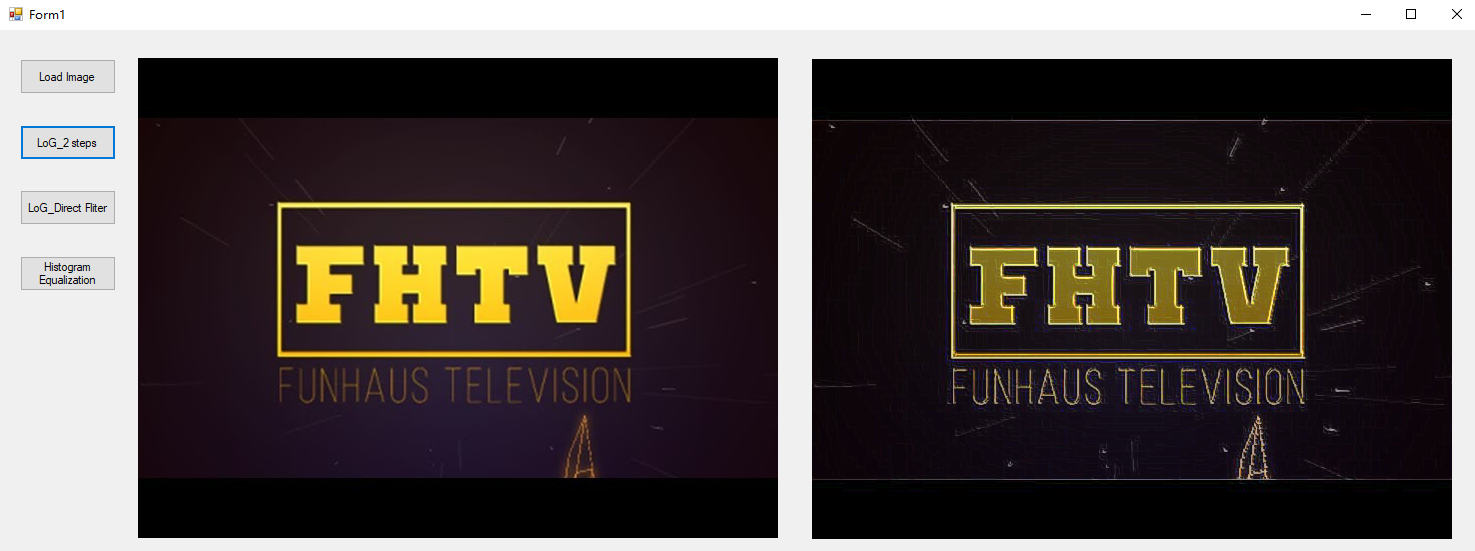 Form1
Load Image
LoG_2 steps
LoG_Direct Fliter
Histogram
Equalization
FHTV
FUNHAUS TELEVISION
FHTV
FUNHAUS TELEVISION